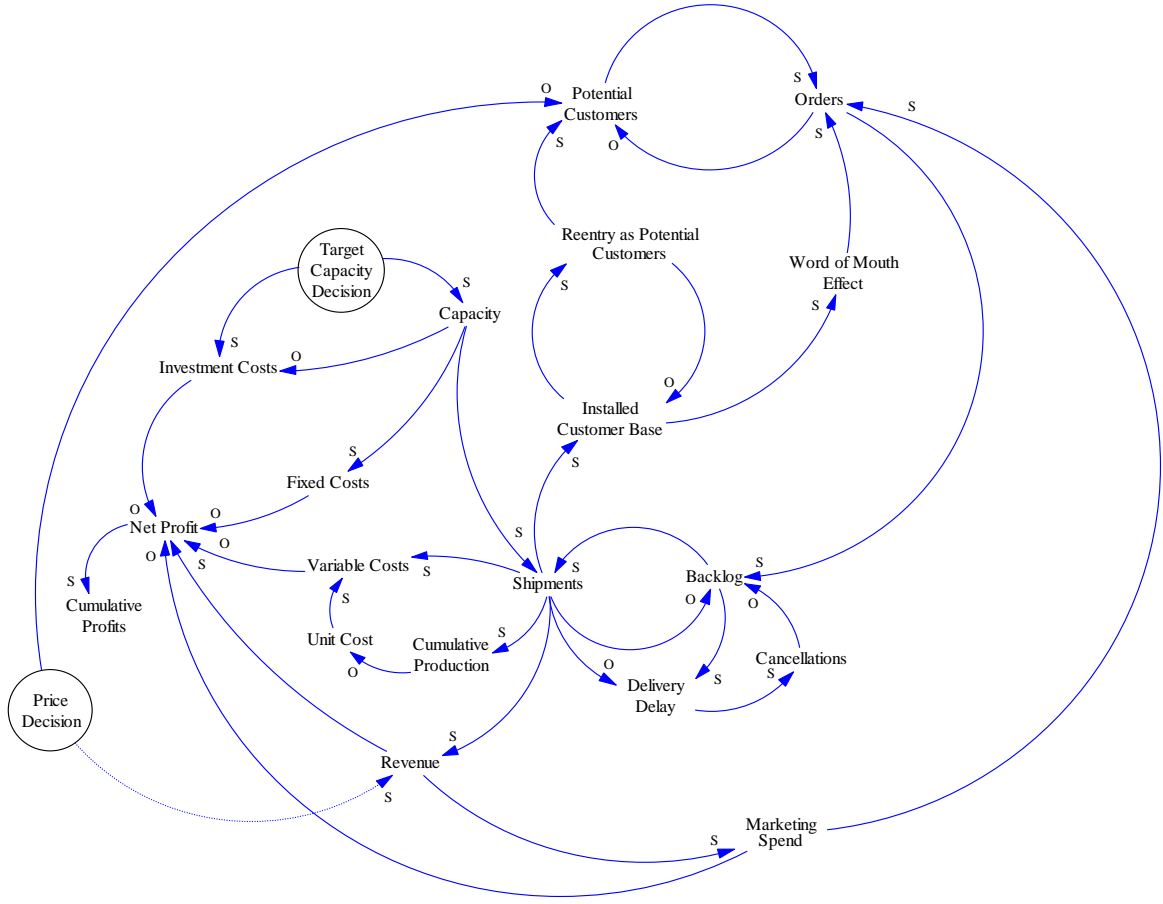 O
Potential
Customers
S
Orders
S
S
O
S
Reentry as Potential
Customers
Target
Capacity
Decision
S
Word of Mouth
Effect
S
S
Capacity
S
O
Investment Costs
O
Installed
Customer Base
S
S
Fixed Costs
O
O
Net Profit
O
O
S
S
S
Variable Costs
S
Shipments
S
Backlog
S
S
Cumulative
Profits
S
O
O
Unit Cost
S
Cumulative
Production
O
O
Cancellations
S
S
Delivery
Delay
Price
Decision
S
Revenue
S
Marketing
Spend
S